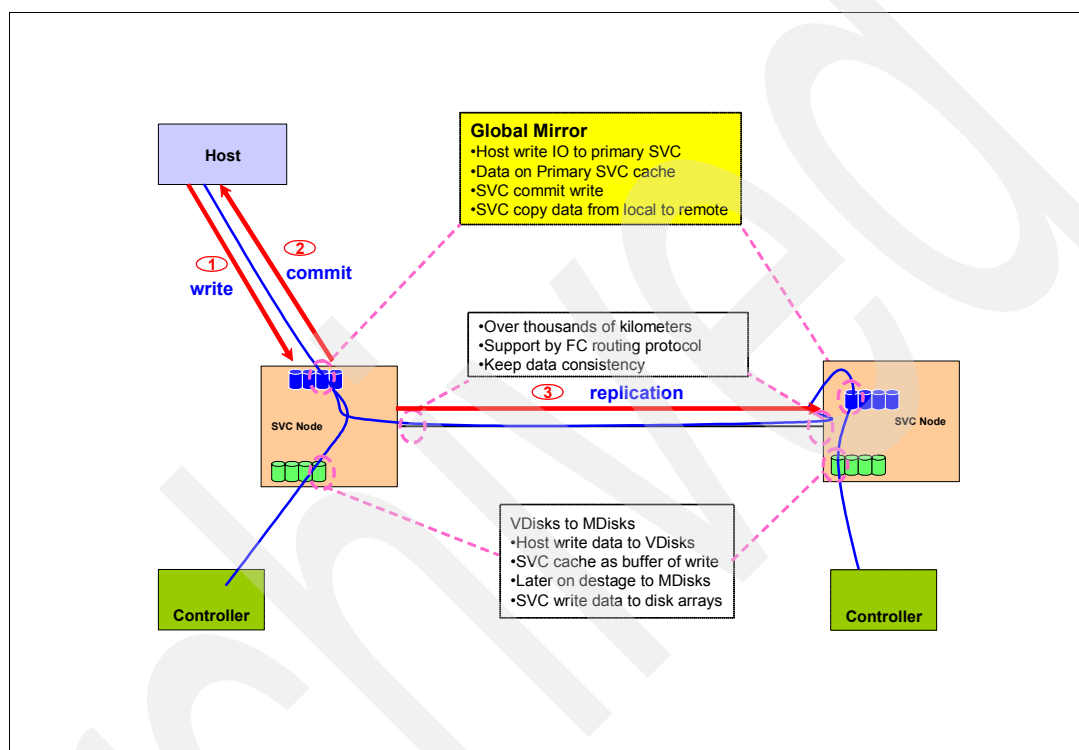 Host
Global Mirror
•Host write IO to primary SVC
•Data on Primary SVC cache
•SVC commit write
•SVC copy data from local to remote
1
write
2
commit
•Over thousands of kilometers
•Support by FC routing protocol
•Keep data consistency
3 replication
SVC Node
SVC Node
VDisks to MDisks
•Host write data to VDisks
•SVC cache as buffer of write
•Later on destage to MDisks
•SVC write data to disk arrays
Controller
Controller